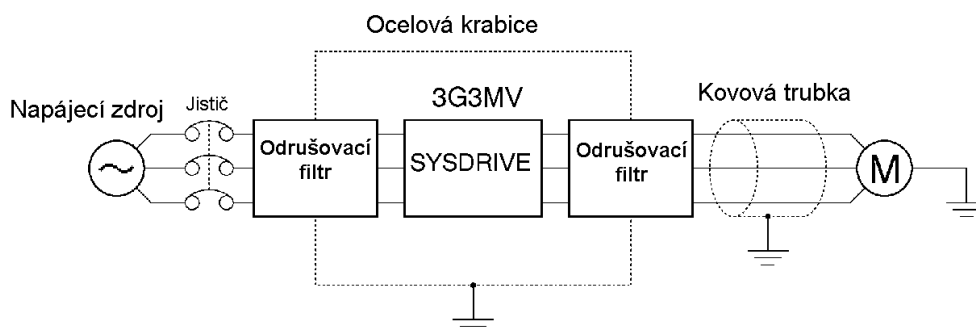 Ocelová krabice
Napájecí zdroj
Jistič
3G3MV
Kovová trubka
Odrušovací
filtr
SYSDRIVE
Odrušovací
filtr
M